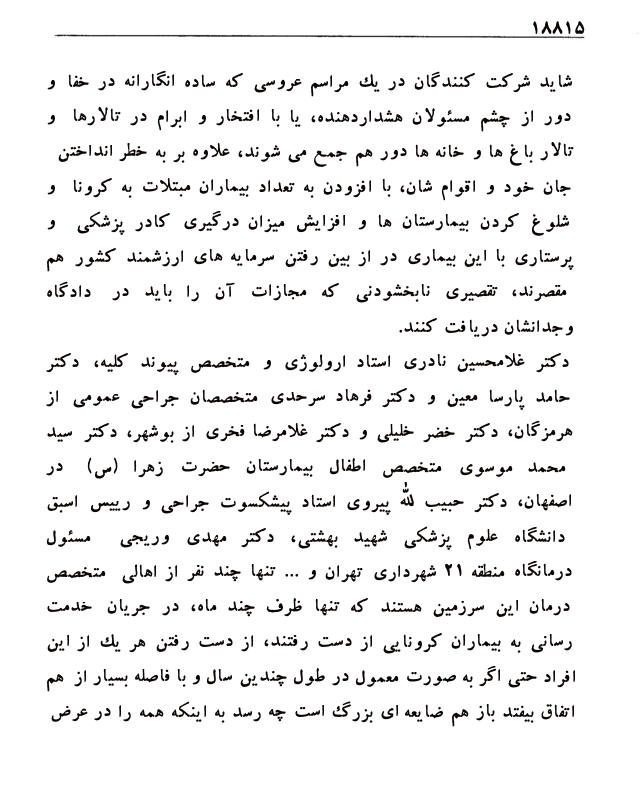 ۱۸۸۱۵
شاید شرکت کنندگان در یك مراسم عروسی که ساده انگارانه در خفا و
دور از چشم مسئولان هشداردهنده، یا با افتخار و ابرام در تالارها و
تالار باغ ها و خانه ها دور هم جمع می شوند، علاوه بر به خطر انداختن
جان خود و اقوام شان، با افزودن به تعداد بیماران مبتلات به کرونا و
شلوغ کردن بیمارستان ها و افزایش میزان درگیری کادر پزشکی و
پرستاری با این بیماری در از بین رفتن سرمایه های ارزشمند کشور هم
مقصرند، تقصیری نابخشودنی که مجازات آن را باید در دادگاه
وجدانشان دریافت کنند.
دکتر غلامحسین نادری استاد ارولوژی و متخصص پیوند کلیه، دکتر
حامد پارسا معین و دکتر فرهاد سرحدی متخصصان جراحی عمومی از
هرمزگان، دکتر خضر خلیلی و دکتر غلامرضا فخری از بوشهر، دکتر سید
محمد موسوی متخصص اطفال بیمارستان حضرت زهرا (س) در
اصفهان، دکتر حبیب الله پیروی استاد پیشکسوت جراحی و رییس اسبق
دانشگاه علوم پزشکی شهید بهشتی، دکتر مهدی وریجی مسئول
درمانگاه منطقه ۲۱ شهرداری تهران و ... تنها چند نفر از اهالی متخصص
درمان این سرزمین هستند که تنها ظرف چند ماه، در جریان خدمت
رسانی به بیماران کرونایی از دست رفتند، از دست رفتن هر یك از این
افراد حتی اگر به صورت معمول در طول چندین سال و با فاصله بسیار از هم
اتفاق بیفتد باز هم ضایعه ای بزرگ است چه رسد به اینکه همه را در عرض